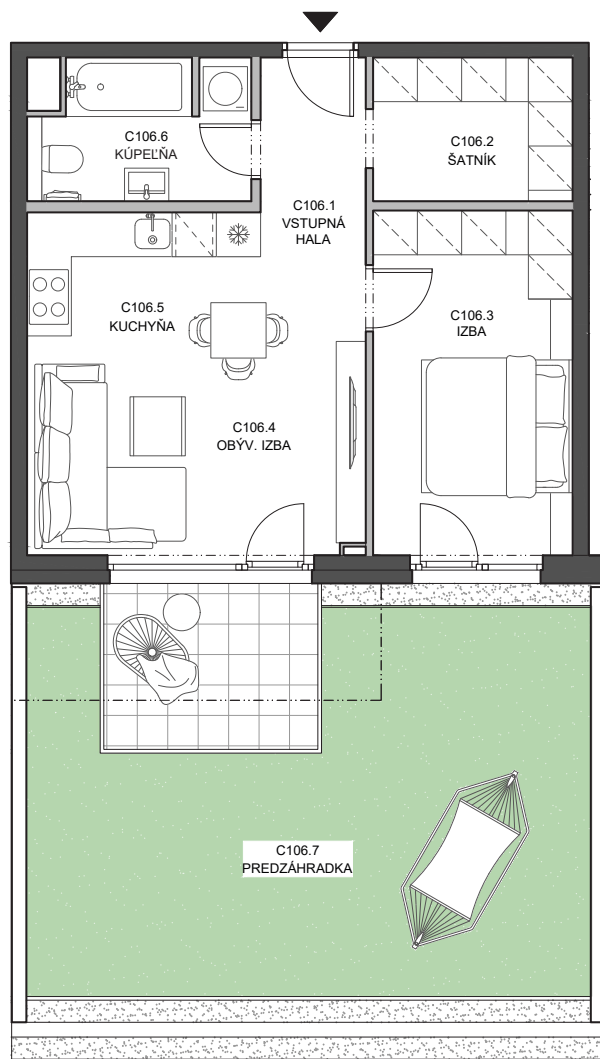 C106.6
KÚPEĽŇA
C106.2
ŠATNÍK
C106.1
VSTUPNÁ
HALA
C106.5
KUCHYŇA
C106.3
IZBA
C106.4
OBÝV. IZBA
C106.7
PREDZÁHRADKA